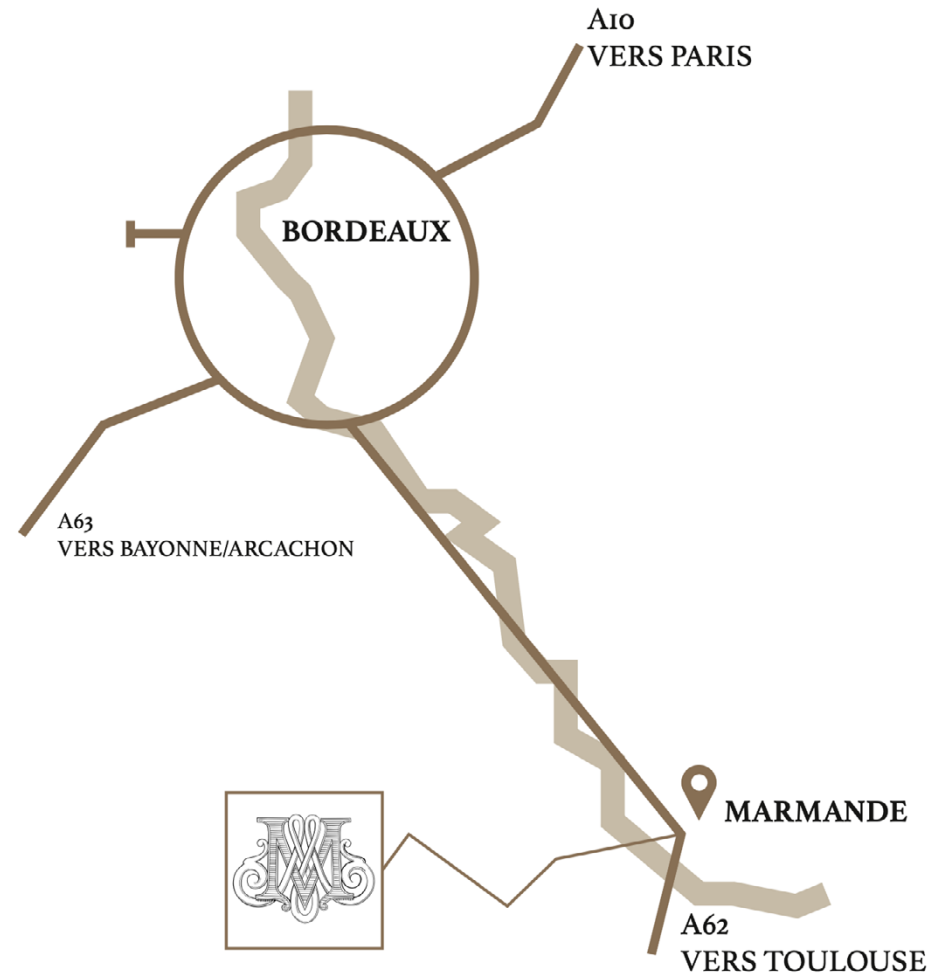 A10
VERS PARIS
BORDEAUX
A63
VERS BAYONNE/ARCACHON
MARMANDE
A62
VERS TOULOUSE